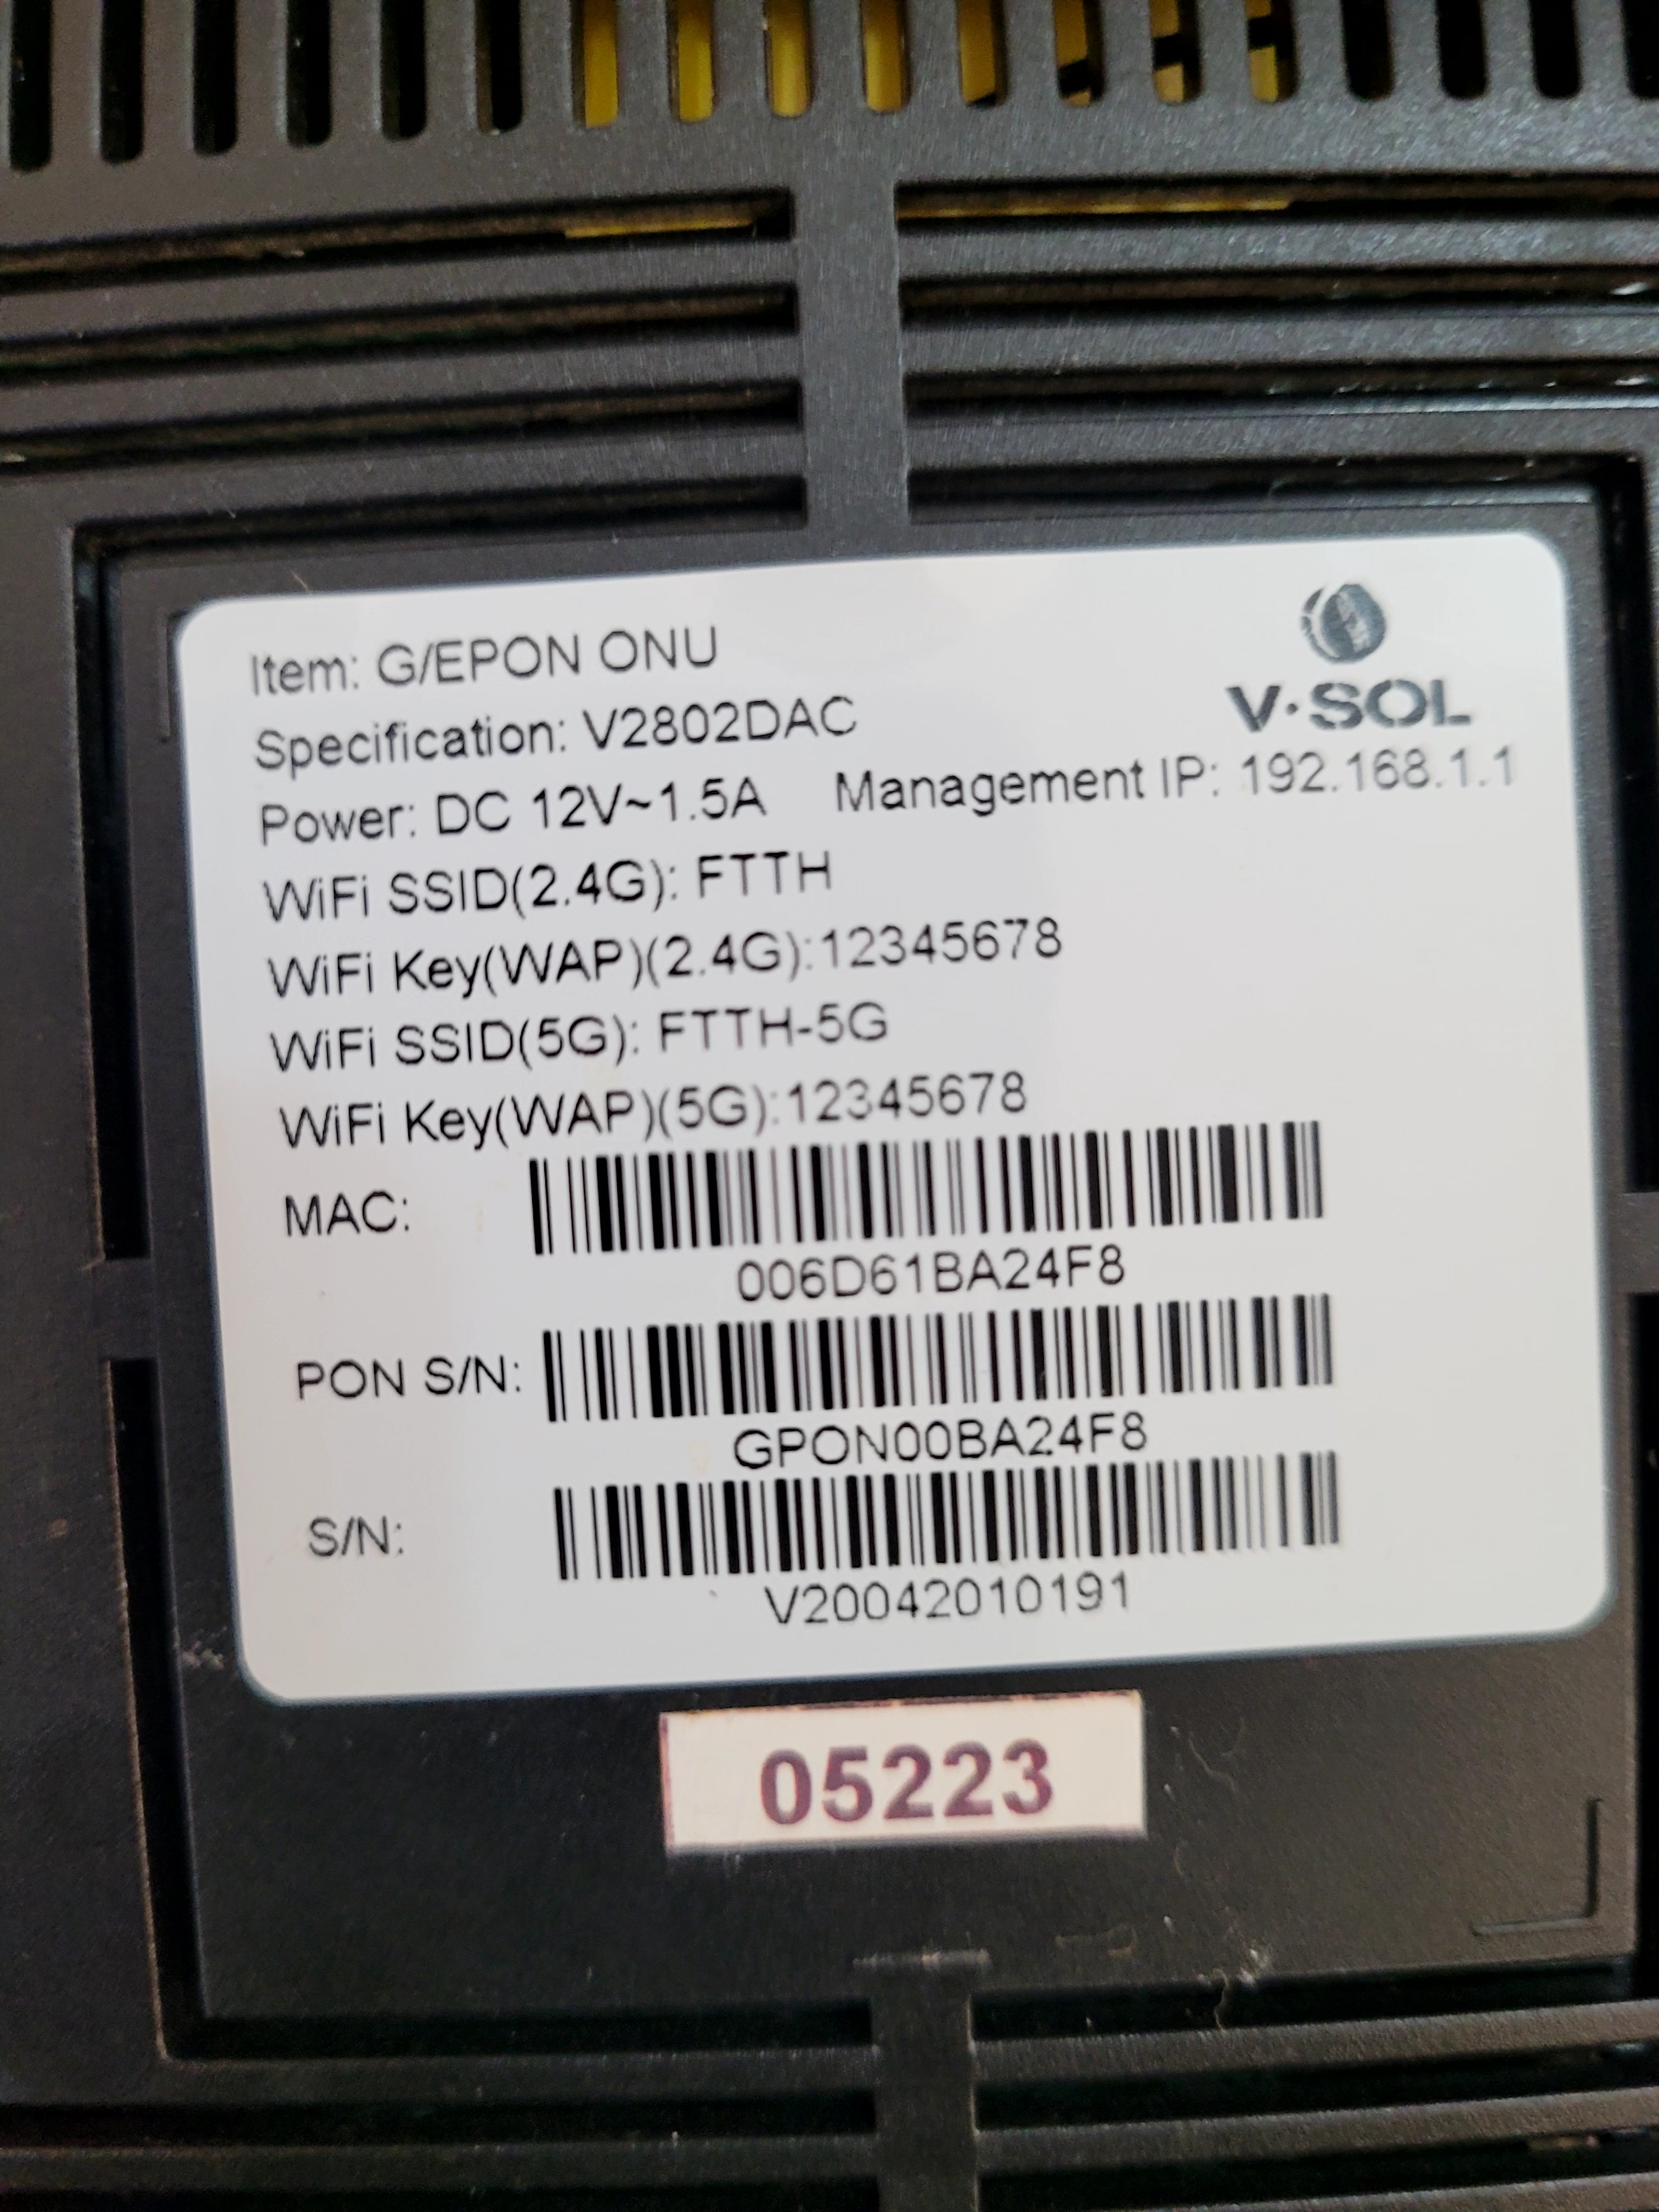 Item: G/EPON ONU
V·SOL
Specification: V2802DAC
Power: DC 12V~1.5A Management IP: 192.168.1.1
WiFi SSID(2.4G): FTTH
WiFi Key(WAP)(2.4G):12345678
WiFi SSID(5G): FTTH-5G
WiFi Key(WAP)(5G):12345678
MAC:
006D61BA24F8
PON S/N:
GPON00BA24F8
S/N:
V20042010191
05223